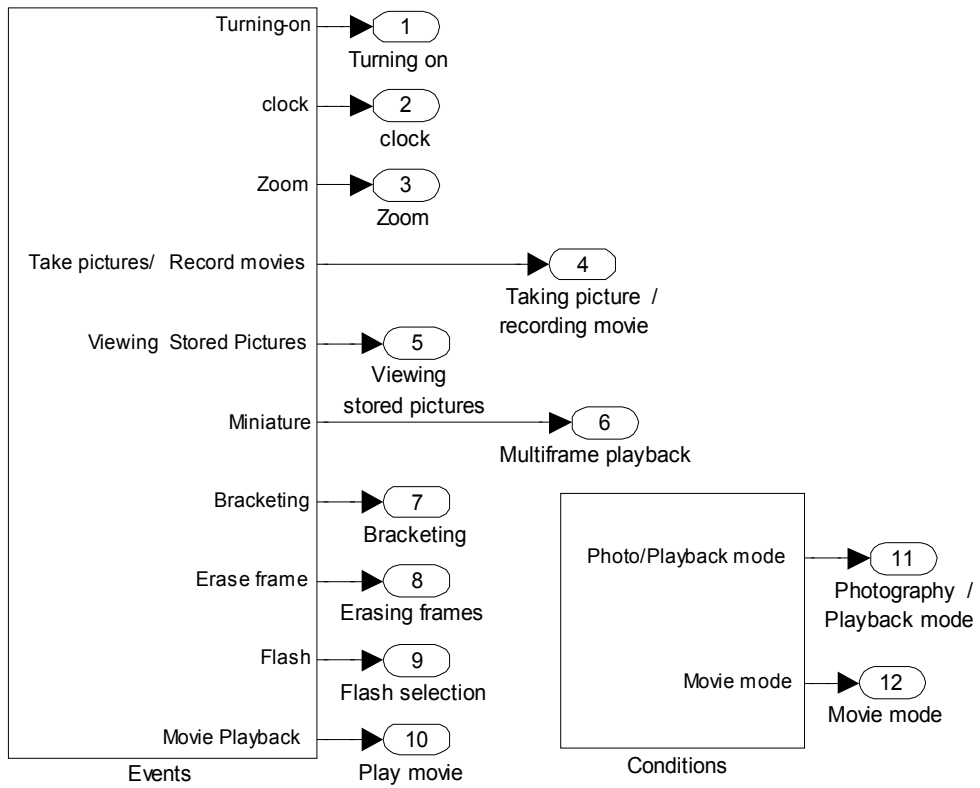 Turning-on
1
Turning on
clock
2
clock
Zoom
3
Zoom
Take pictures/ Record movies
4
Taking picture /
recording movie
Viewing Stored Pictures
5
Viewing
stored pictures
Miniature
6
Multiframe playback
Bracketing
7
Bracketing
Erase frame
8
Erasing frames
Flash
9
Flash selection
Movie Playback
10
Play movie
Events
Photo/Playback mode
11
Photography /
Playback mode
Movie mode
12
Movie mode
Conditions